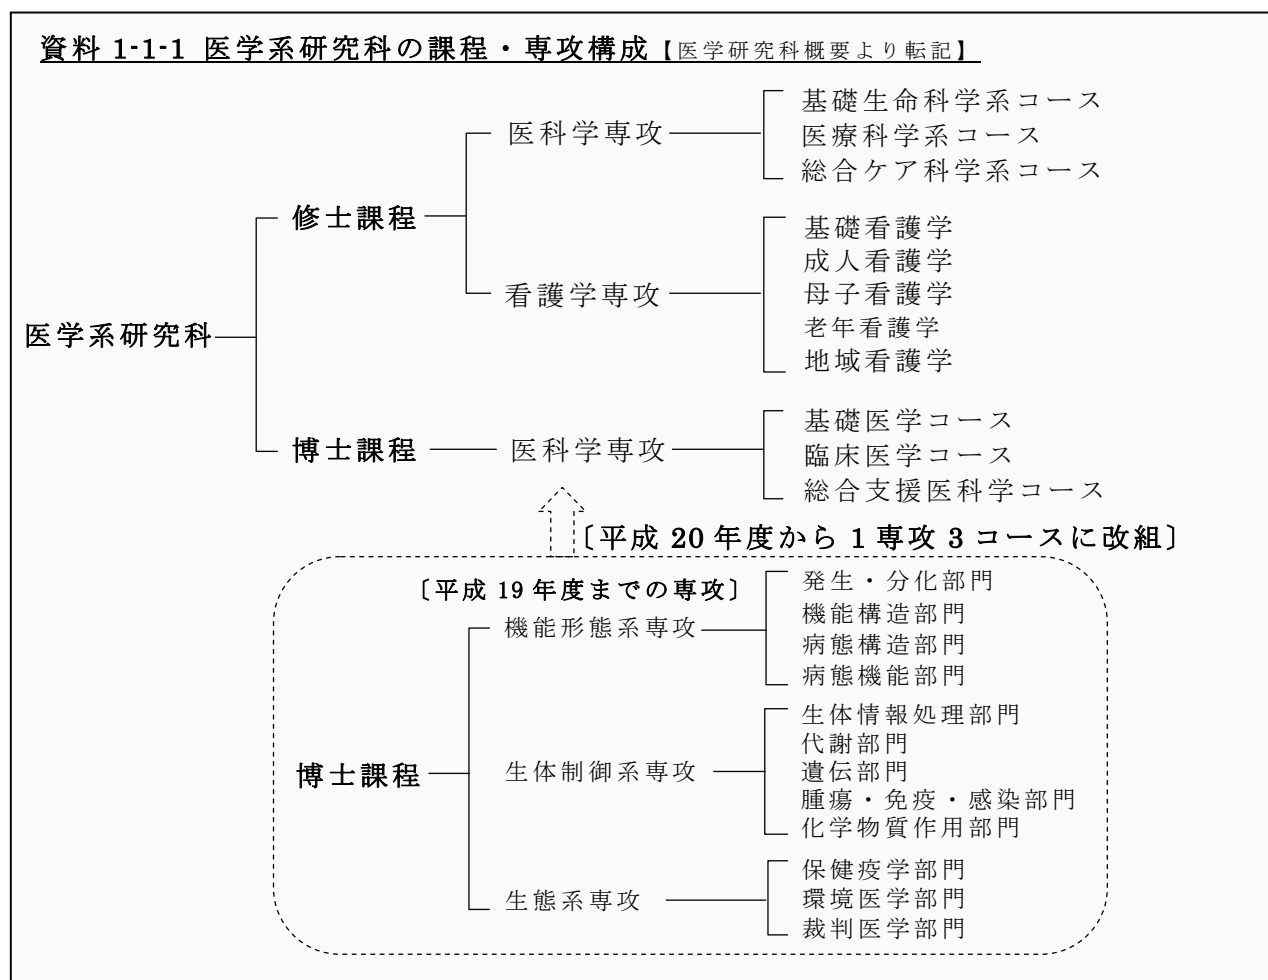 資料 1-1-1 医学系研究科の課程・専攻構成【医学研究科概要より転記】
医学系研究科
修士課程
医科学専攻
基礎生命科学系コース
医療科学系コース
総合ケア科学系コース
看護学専攻
基礎看護学
成人看護学
母子看護学
老年看護学
地域看護学
博士課程
医科学専攻
基礎医学コース
臨床医学コース
総合支援医科学コース
〔平成 20 年度から 1 専攻 3 コースに改組〕
〔平成 19 年度までの専攻〕
博士課程
機能形態系専攻
発生・分化部門
機能構造部門
病態構造部門
病態機能部門
生体制御系専攻
生体情報処理部門
代謝部門
遺伝部門
腫瘍・免疫・感染部門
化学物質作用部門
生態系専攻
保健疫学部門
環境医学部門
裁判医学部門